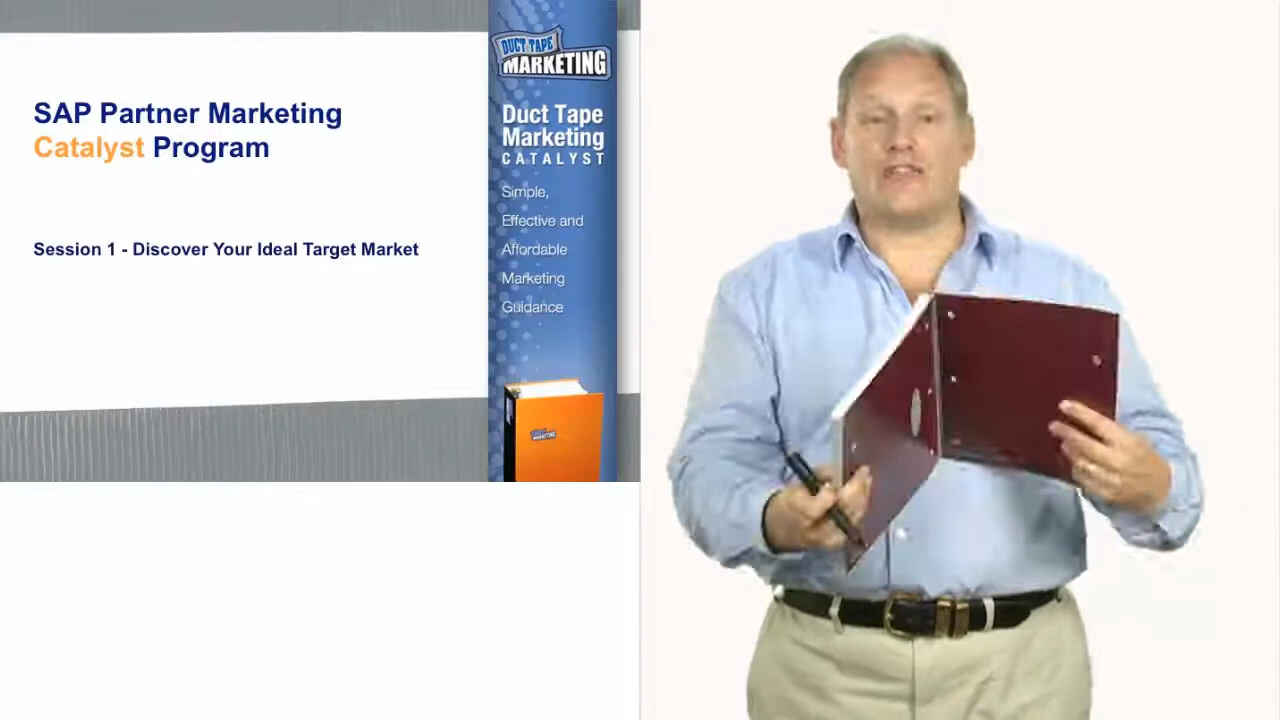 SAP Partner Marketing
Catalyst Program
Session 1 - Discover Your Ideal Target Market
DUCT TAPE
MARKETING
Duct Tape
Marketing
CATALYST
Simple,
Effective and
Affordable
Marketing
Guidance